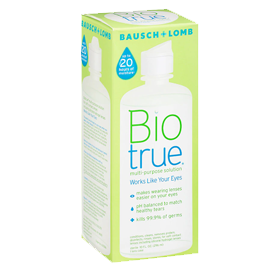 BAUSCH + LOMB
up to
20
hours of
moisture
Bio
true
multi-purpose solution
Works Like Your Eyes
makes wearing lenses
easier on your eyes
pH balanced to match
healthy tears
kills 99.9% of germs